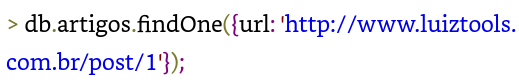 > db.artigos.findOne({url: 'http://www.luiztools.
com.br/post/1'});